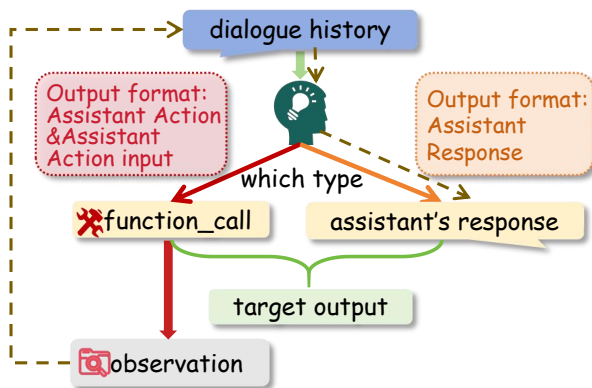 dialogue history
Output format:
Assistant Action
&Assistant
Action input
Output format:
Assistant
Response
which type
function_call
assistant's response
target output
observation